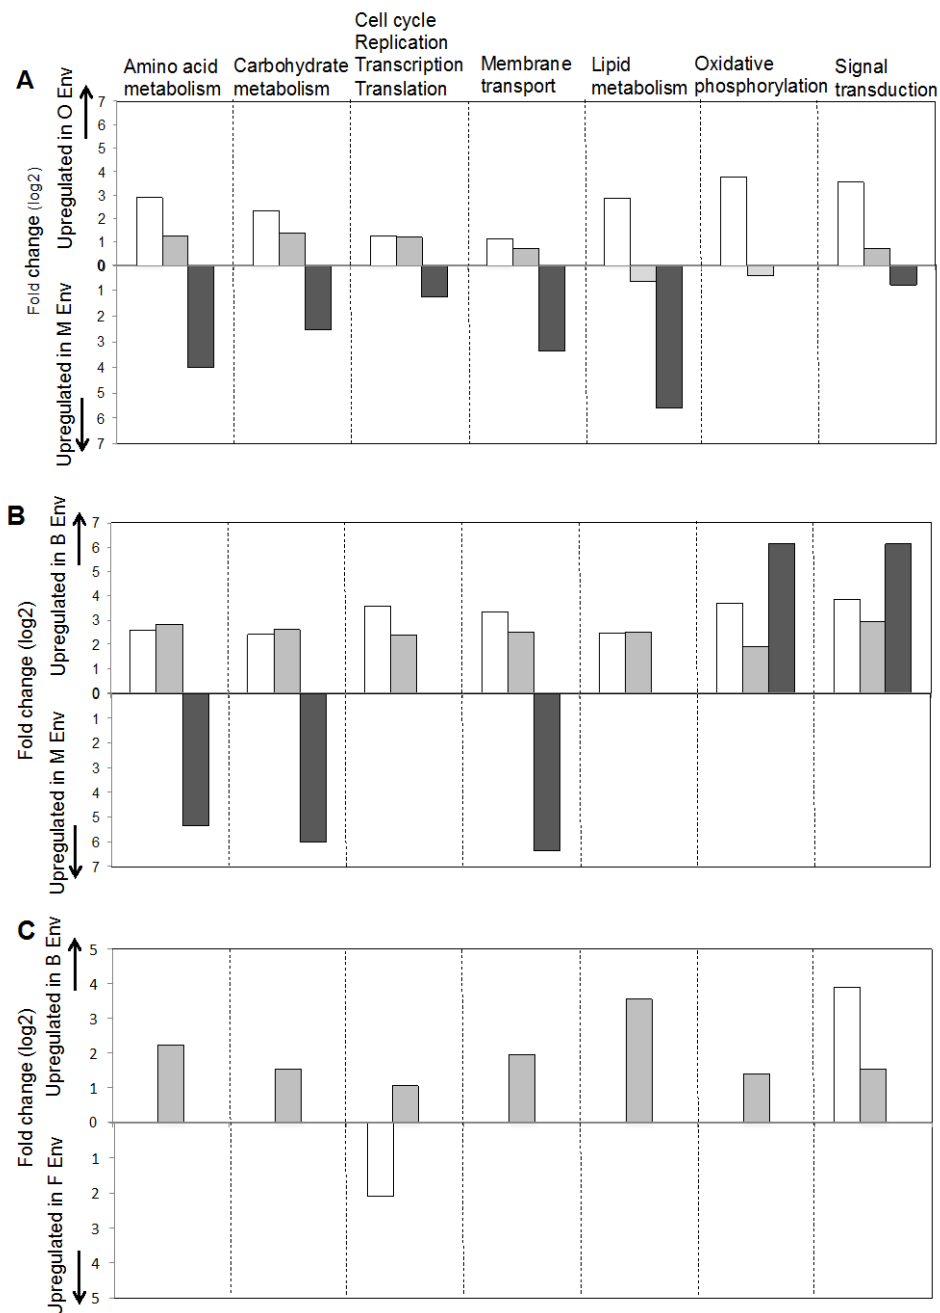 A
Amino acid
metabolism
Carbohydrate
metabolism
Cell cycle
Replication
Transcription
Translation
Membrane
transport
Lipid
metabolism
Oxidative
phosphorylation
Signal
transduction
Fold change (log2)
Upregulated in O Env
Upregulated in M Env
7
6
5
4
3
2
1
0
1
2
3
4
5
6
7
B
Fold change (log2)
Upregulated in B Env
Upregulated in M Env
7
6
5
4
3
2
1
0
1
2
3
4
5
6
7
C
Fold change (log2)
Upregulated in B Env
Upregulated in F Env
5
4
3
2
1
0
1
2
3
4
5